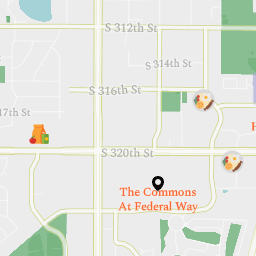 S 312th St
S 314th St
S 316th St
17th St
H
S 320th St
The Commons
At Federal Way